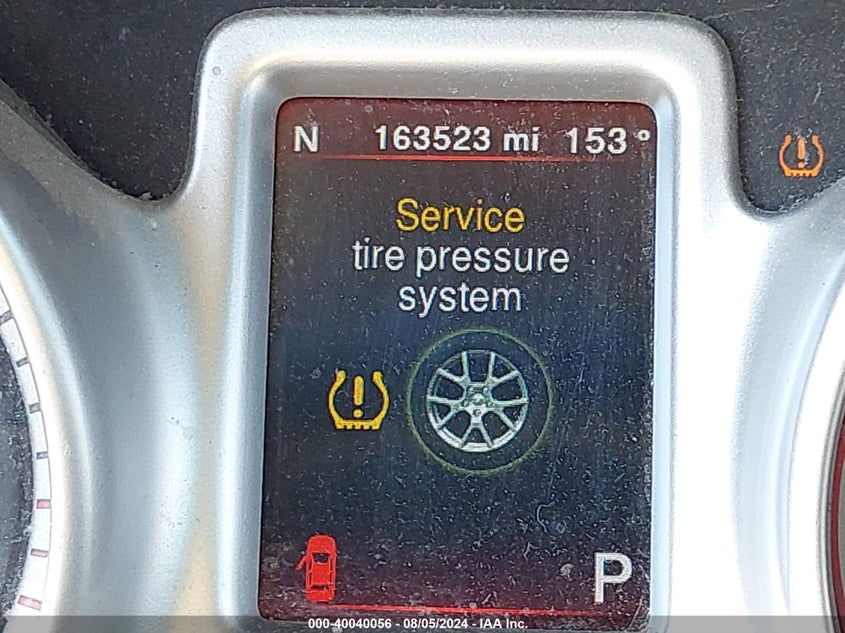 N 163523 mi 153°
Service
tire pressure
system
P
000-40040056 - 08/05/2024 - IAA Inc.